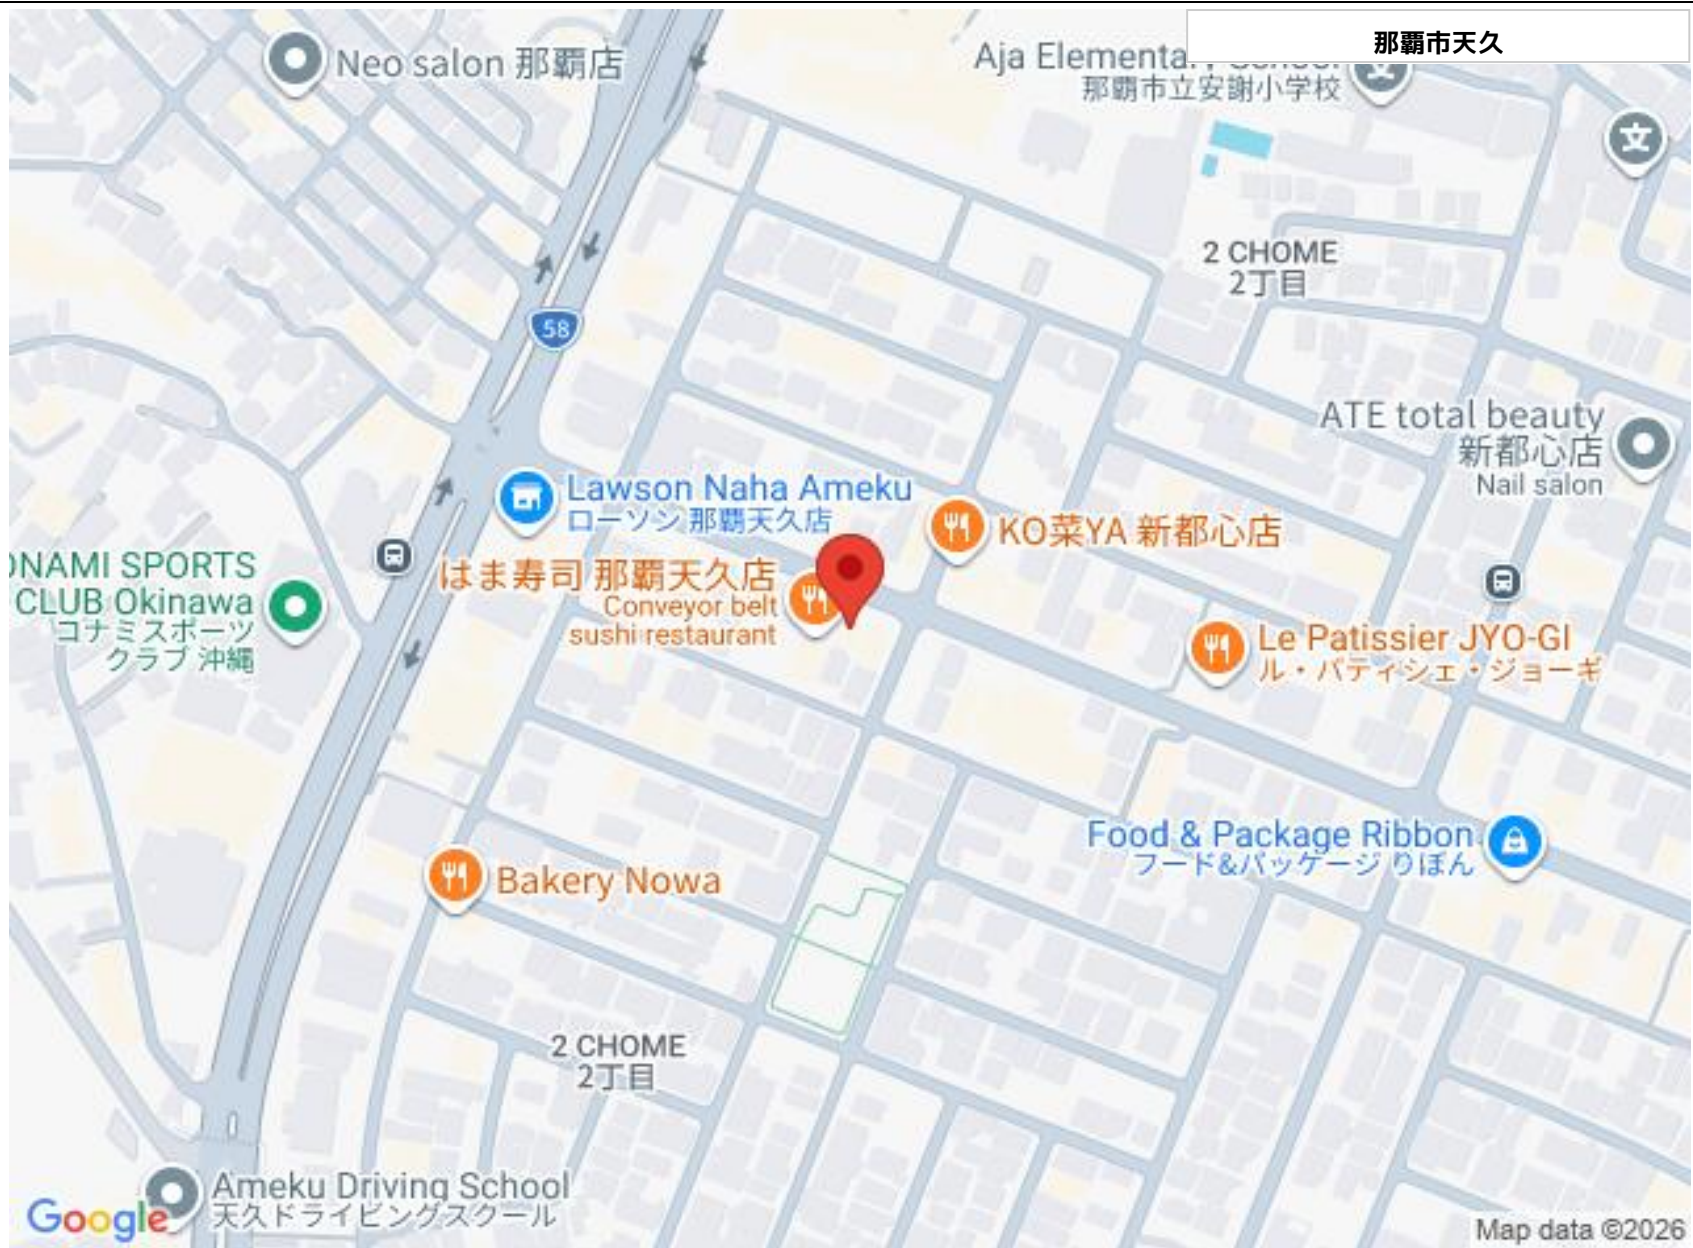 那覇市天久
Neo salon 那覇店
Aja Elementary School
那覇市立安謝小学校
文
文
2 CHOME
2丁目
58
ATE total beauty
新都心店
Nail salon
Lawson Naha Ameku
ローソン 那覇天久店
KO菜YA 新都心店
はま寿司 那覇天久店
Conveyor belt
sushi restaurant
ONAMI SPORTS
CLUB Okinawa
コナミスポーツ
クラブ 沖縄
Le Patissier JYO-GI
ル・パティシェ・ジョーギ
Food & Package Ribbon
フード&パッケージ りぼん
Bakery Nowa
2 CHOME
2丁目
Ameku Driving School
天久ドライビングスクール
Google
Map data ©2026